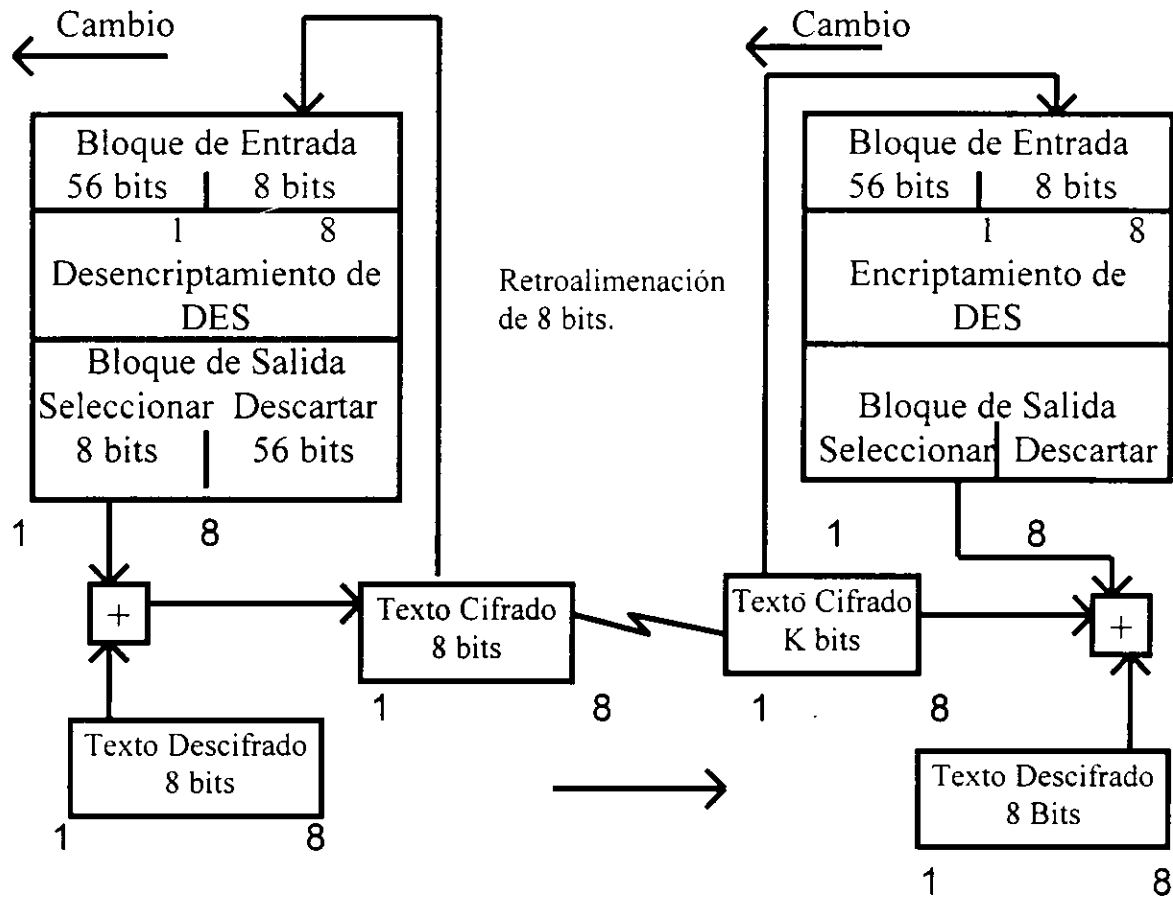 Cambio
Bloque de Entrada
56 bits 8 bits
1 8
Desencriptamiento de
DES
Bloque de Salida
Seleccionar Descartar
8 bits 56 bits
1 8
+
Texto Cifrado
8 bits
1 8
Texto Descifrado
8 bits
1 8
Retroalimenación
de 8 bits.
Cambio
Bloque de Entrada
56 bits 8 bits
1 8
Encriptamiento de
DES
Bloque de Salida
Seleccionar Descartar
1 8
Texto Cifrado
K bits
1 8
+
Texto Descifrado
8 Bits
1 8